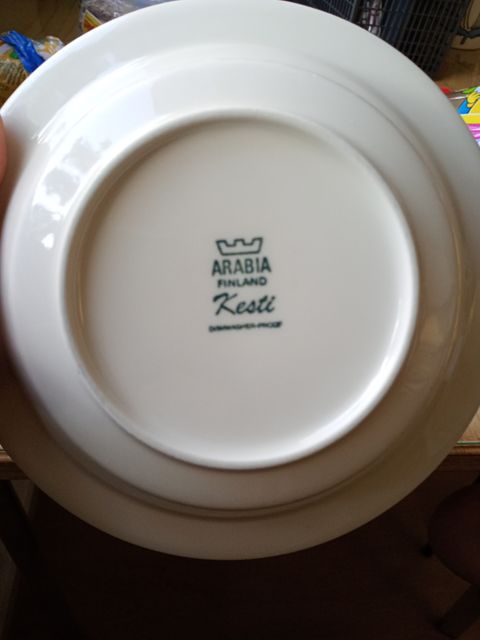 ARABIA
FINLAND
Kesti
DISHWASHER-PROOF